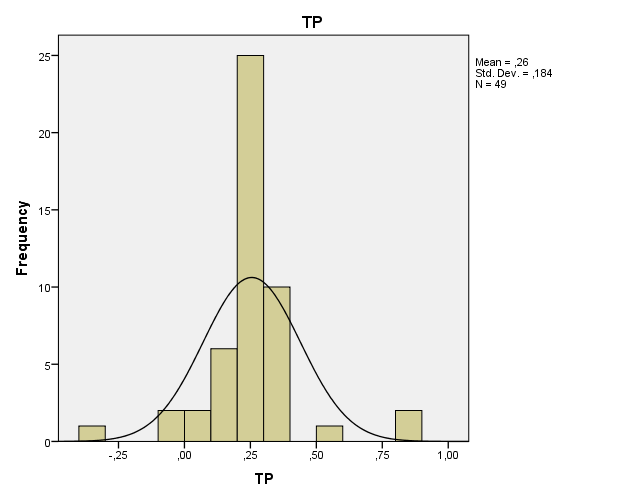 TP
Mean = ,26
Std. Dev. = ,184
N = 49
Frequency
25
20
15
10
5
0
-,25 ,00 ,25 ,50 ,75 1,00
TP